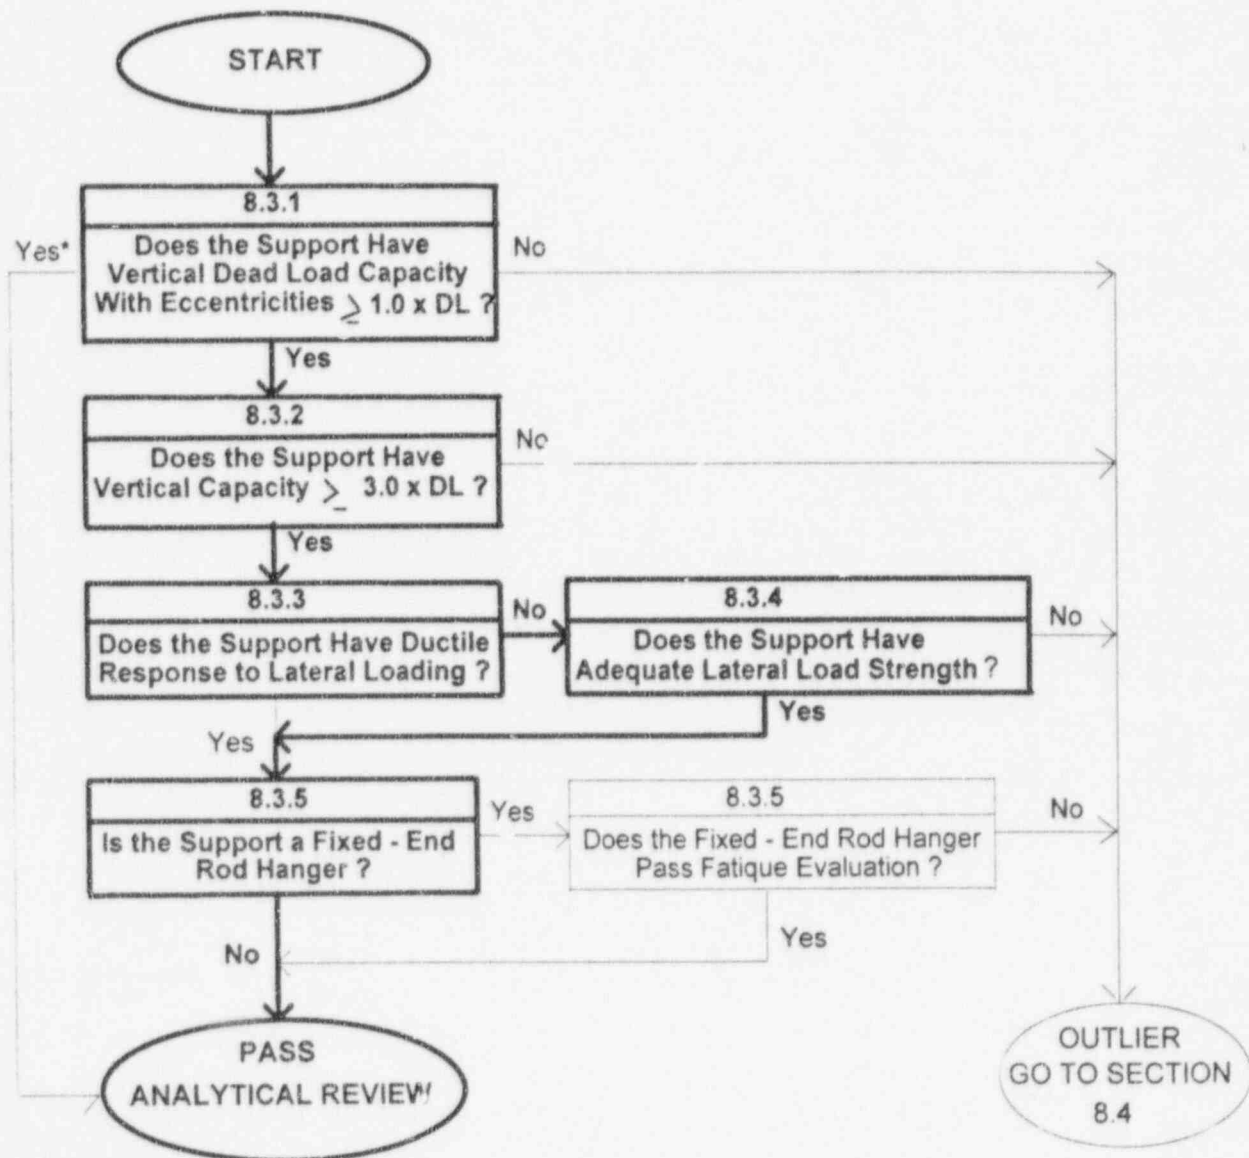 START
8.3.1
Yes*
Does the Support Have
Vertical Dead Load Capacity
With Eccentricities ≥ 1.0 x DL ?
No
Yes
8.3.2
Does the Support Have
Vertical Capacity ≥ 3.0 x DL ?
No
Yes
8.3.3
Does the Support Have Ductile
Response to Lateral Loading ?
No
8.3.4
Does the Support Have
Adequate Lateral Load Strength ?
No
Yes
Yes
8.3.5
Is the Support a Fixed - End
Rod Hanger ?
Yes
8.3.5
Does the Fixed - End Rod Hanger
Pass Fatique Evaluation ?
No
Yes
No
PASS
ANALYTICAL REVIEW
OUTLIER
GO TO SECTION
8.4